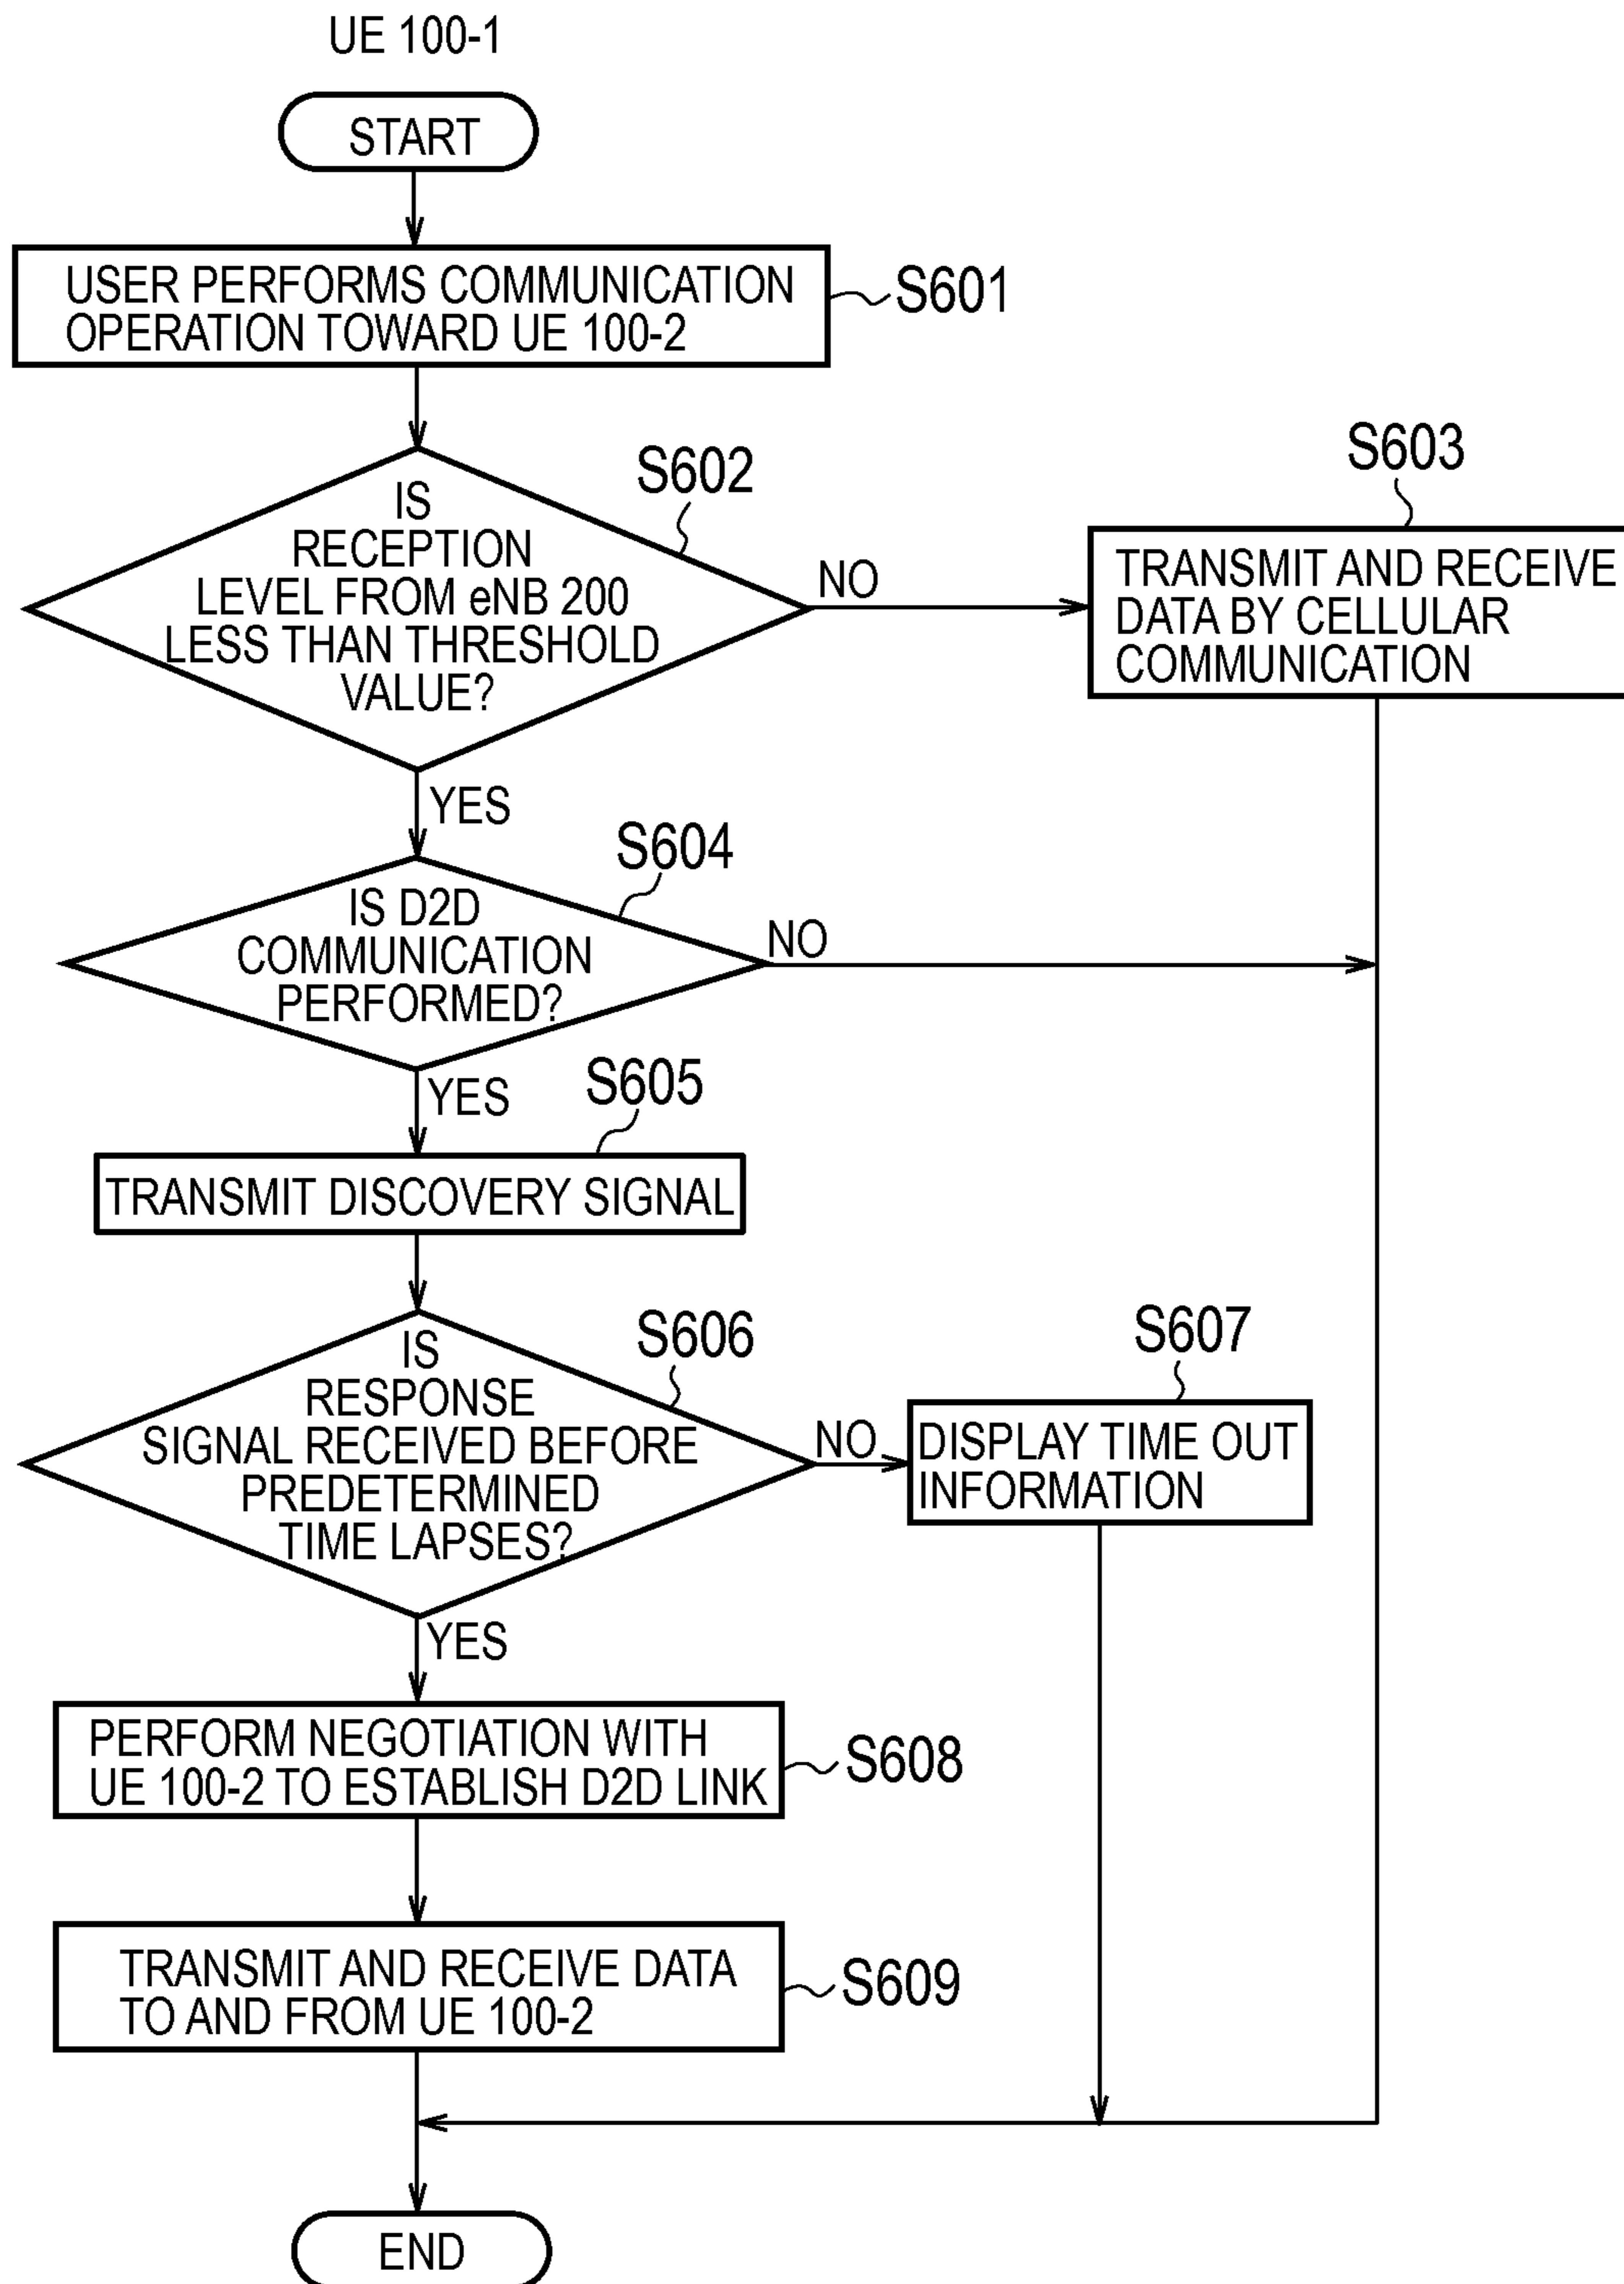 UE 100-1
START
USER PERFORMS COMMUNICATION
OPERATION TOWARD UE 100-2
S601
S602
IS
RECEPTION
LEVEL FROM eNB 200
LESS THAN THRESHOLD
VALUE?
NO
S603
TRANSMIT AND RECEIVE
DATA BY CELLULAR
COMMUNICATION
YES
S604
IS D2D
COMMUNICATION
PERFORMED?
NO
YES
S605
TRANSMIT DISCOVERY SIGNAL
S606
IS
RESPONSE
SIGNAL RECEIVED BEFORE
PREDETERMINED
TIME LAPSES?
NO
S607
DISPLAY TIME OUT
INFORMATION
YES
PERFORM NEGOTIATION WITH
UE 100-2 TO ESTABLISH D2D LINK
S608
TRANSMIT AND RECEIVE DATA
TO AND FROM UE 100-2
S609
END